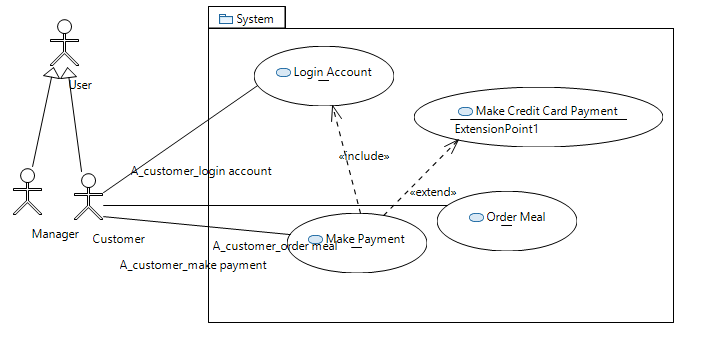 System
Login Account
User
Make Credit Card Payment
ExtensionPoint1
«include»
A_customer_login account
«extend»
Order Meal
Manager
Customer
Make Payment
A_customer_order meal
A_customer_make payment